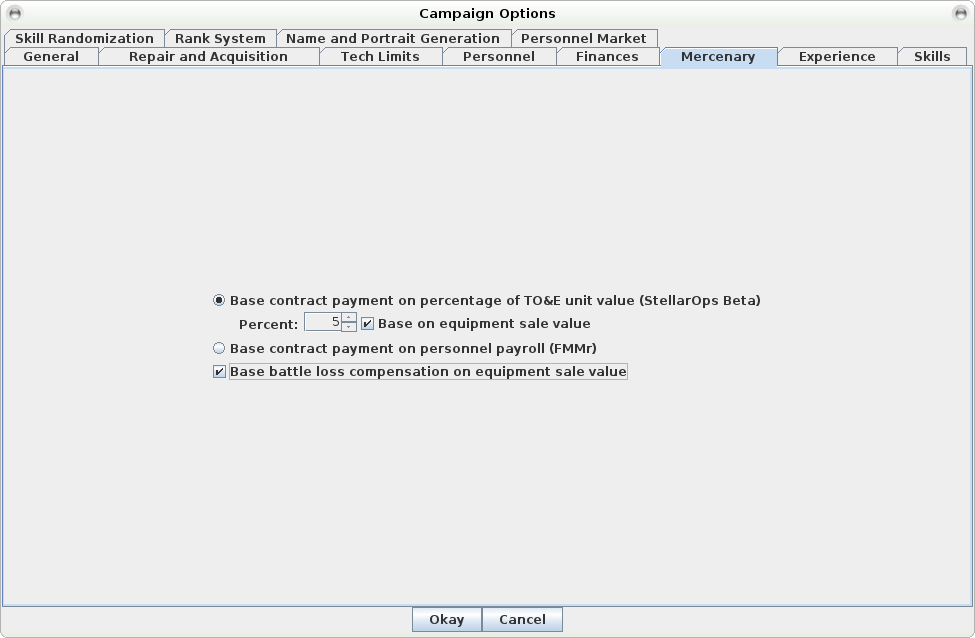 Campaign Options
Skill Randomization Rank System Name and Portrait Generation Personnel Market
General Repair and Acquisition Tech Limits Personnel Finances Mercenary Experience Skills
Base contract payment on percentage of TO&E unit value (StellarOps Beta)
Percent: 5 Base on equipment sale value
Base contract payment on personnel payroll (FMMr)
Base battle loss compensation on equipment sale value
Okay Cancel